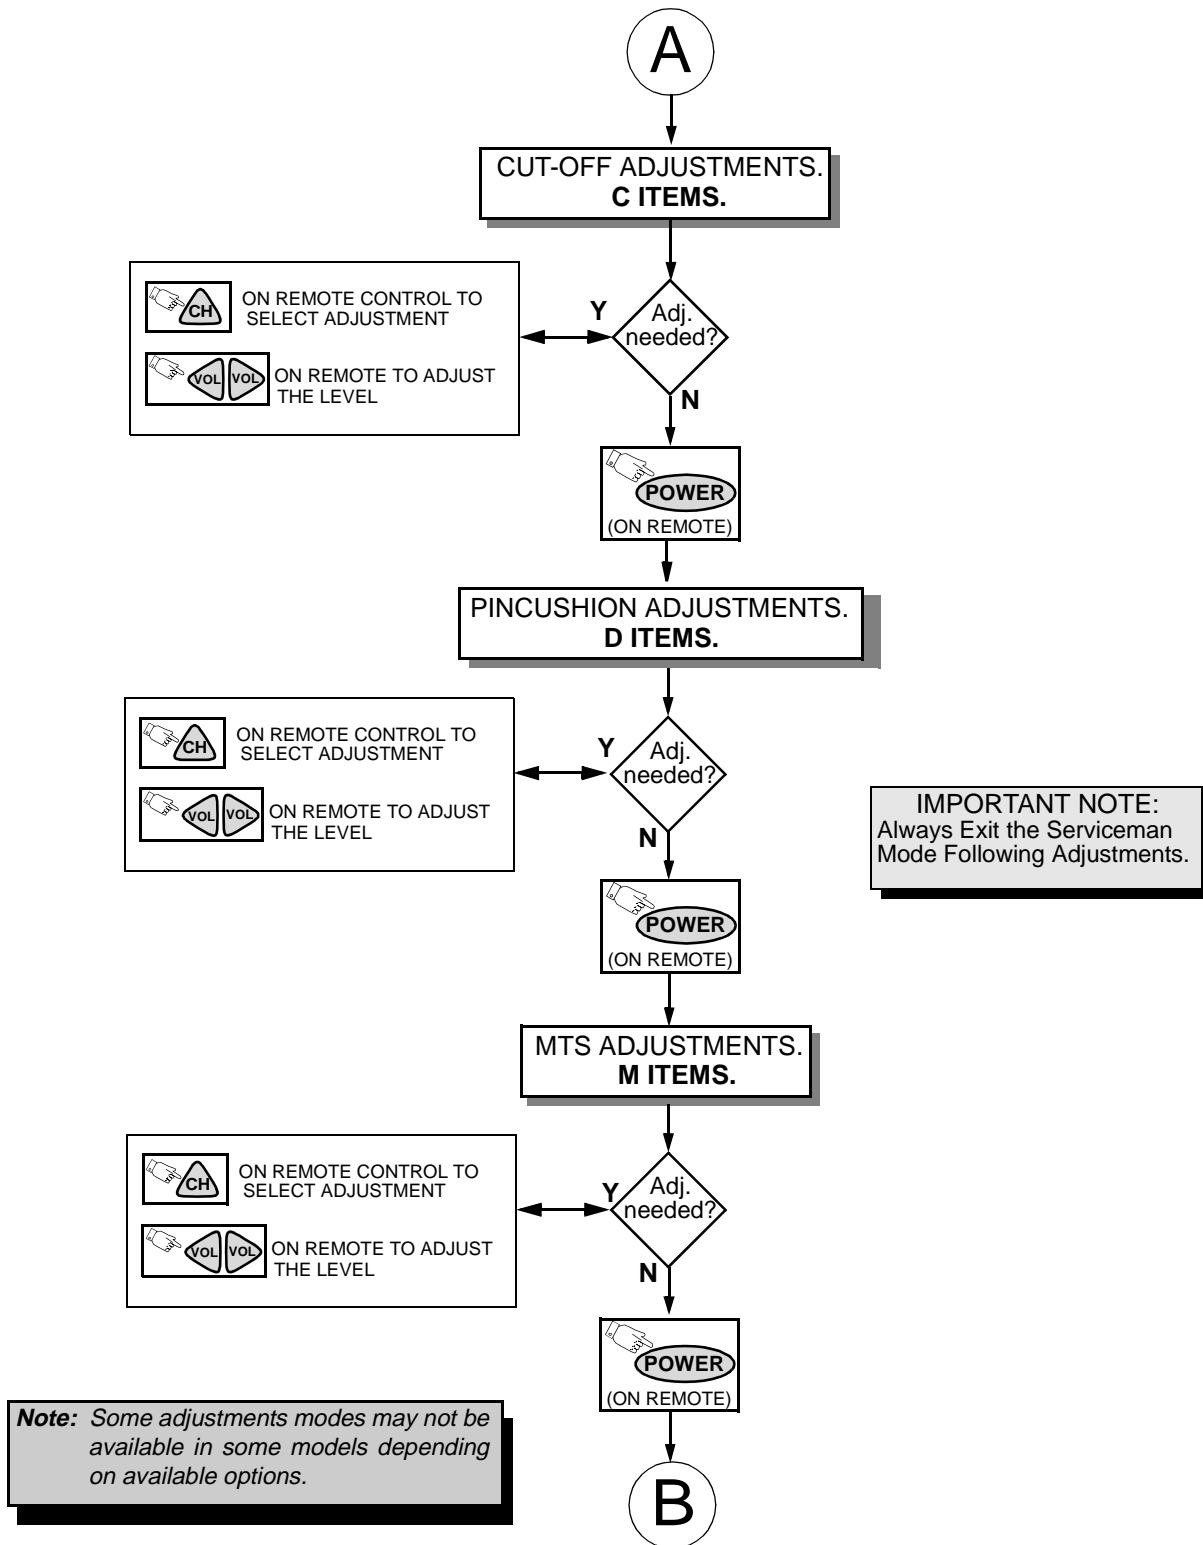 A
CUT-OFF ADJUSTMENTS.
C ITEMS.
CH
ON REMOTE CONTROL TO
SELECT ADJUSTMENT
VOL VOL
ON REMOTE TO ADJUST
THE LEVEL
Y
Adj.
needed?
N
POWER
(ON REMOTE)
PINCUSHION ADJUSTMENTS.
D ITEMS.
CH
ON REMOTE CONTROL TO
SELECT ADJUSTMENT
VOL VOL
ON REMOTE TO ADJUST
THE LEVEL
Y
Adj.
needed?
N
IMPORTANT NOTE:
Always Exit the Serviceman
Mode Following Adjustments.
POWER
(ON REMOTE)
MTS ADJUSTMENTS.
M ITEMS.
CH
ON REMOTE CONTROL TO
SELECT ADJUSTMENT
VOL VOL
ON REMOTE TO ADJUST
THE LEVEL
Y
Adj.
needed?
N
POWER
(ON REMOTE)
Note: Some adjustments modes may not be
available in some models depending
on available options.
B